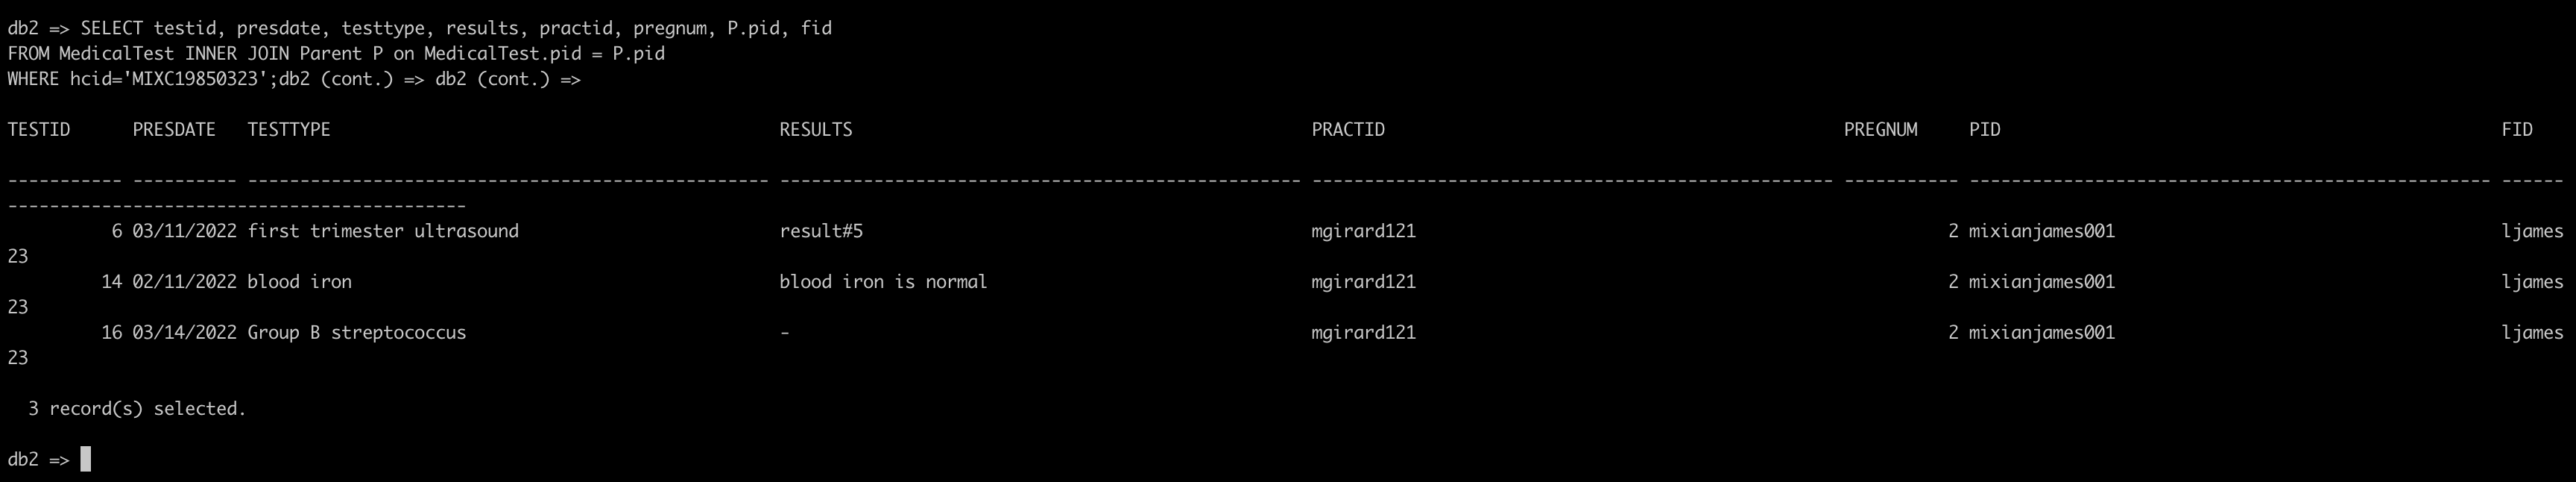 db2 => SELECT testid, presdate, testtype, results, practid, pregnum, P.pid, fid
FROM MedicalTest INNER JOIN Parent P on MedicalTest.pid = P.pid
WHERE hcid='MIXC19850323';db2 (cont.) => db2 (cont.) =>
TESTID PRESDATE TESTTYPE RESULTS PRACTID PREGNUM PID FID
----------- ---------- -------------------------------------------------- -------------------------------------------------- -------------------------------------------------- ----------- -------------------------------------------------- ------
--------------------------------------------
6 03/11/2022 first trimester ultrasound result#5 mgirard121 2 mixianjames001 ljames
23
14 02/11/2022 blood iron blood iron is normal mgirard121 2 mixianjames001 ljames
23
16 03/14/2022 Group B streptococcus - mgirard121 2 mixianjames001 ljames
23
3 record(s) selected.
db2 =>